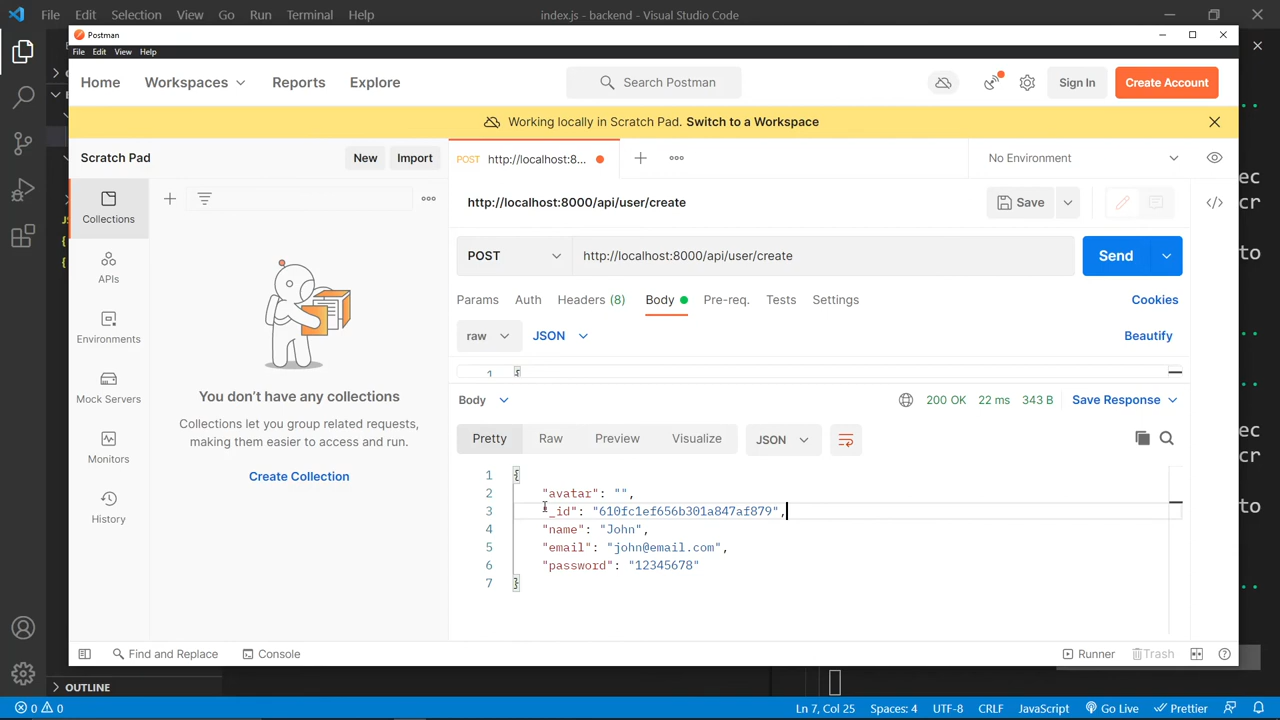 File Edit Selection View Go Run Terminal Help index.js - backend - Visual Studio Code
Postman
File Edit View Help
Home Workspaces Reports Explore Search Postman Sign In Create Account
Working locally in Scratch Pad. Switch to a Workspace
Scratch Pad New Import
POST http://localhost:8... No Environment
Collections
APIs
Environments
Mock Servers
Monitors
History
You don't have any collections
Collections let you group related requests,
making them easier to access and run.
Create Collection
http://localhost:8000/api/user/create Save
POST http://localhost:8000/api/user/create Send
Params Auth Headers (8) Body Pre-req. Tests Settings Cookies
raw JSON Beautify
1 {
Body 200 OK 22 ms 343 B Save Response
Pretty Raw Preview Visualize JSON
1 {
2 "avatar": "",
3 "_id": "610fc1ef656b301a847af879",
4 "name": "John",
5 "email": "john@email.com",
6 "password": "12345678"
7 }
Find and Replace Console Runner Trash
OUTLINE
0 0 Ln 7, Col 25 Spaces: 4 UTF-8 CRLF JavaScript Go Live Prettier